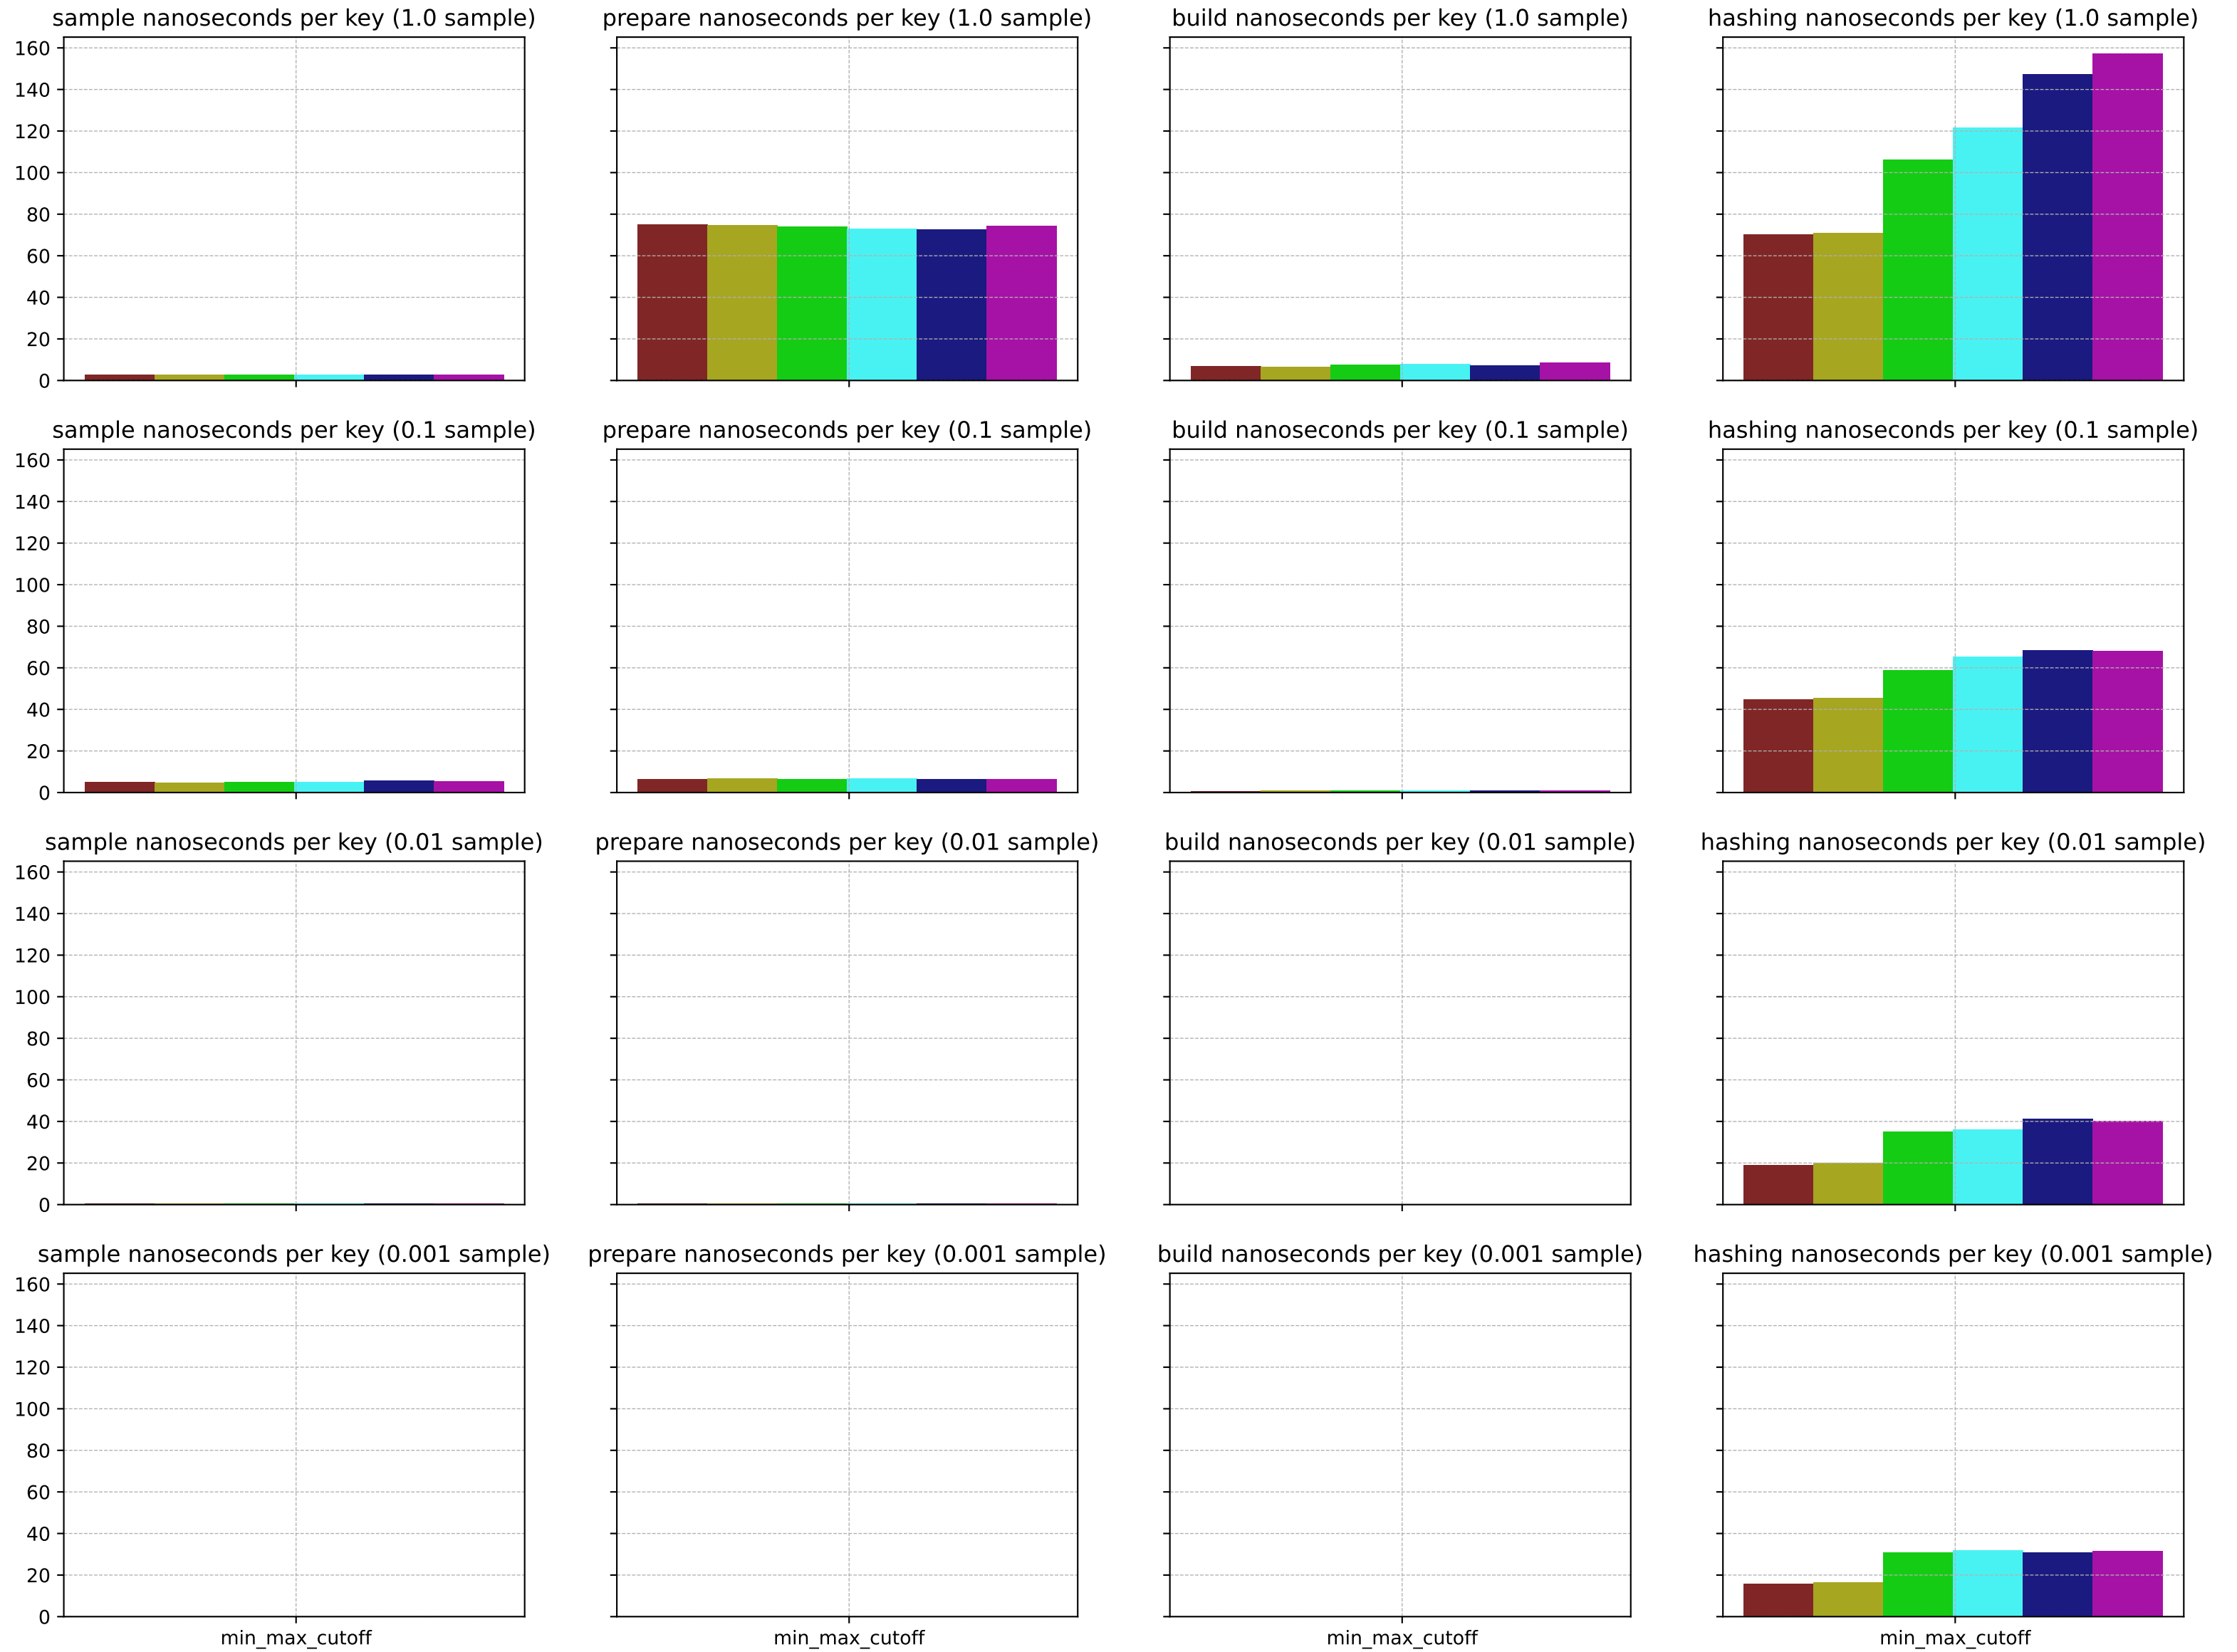 sample nanoseconds per key (1.0 sample)
prepare nanoseconds per key (1.0 sample)
build nanoseconds per key (1.0 sample)
hashing nanoseconds per key (1.0 sample)
160
140
120
100
80
60
40
20
0
sample nanoseconds per key (0.1 sample)
prepare nanoseconds per key (0.1 sample)
build nanoseconds per key (0.1 sample)
hashing nanoseconds per key (0.1 sample)
160
140
120
100
80
60
40
20
0
sample nanoseconds per key (0.01 sample)
prepare nanoseconds per key (0.01 sample)
build nanoseconds per key (0.01 sample)
hashing nanoseconds per key (0.01 sample)
160
140
120
100
80
60
40
20
0
sample nanoseconds per key (0.001 sample)
prepare nanoseconds per key (0.001 sample)
build nanoseconds per key (0.001 sample)
hashing nanoseconds per key (0.001 sample)
160
140
120
100
80
60
40
20
0
min_max_cutoff
min_max_cutoff
min_max_cutoff
min_max_cutoff